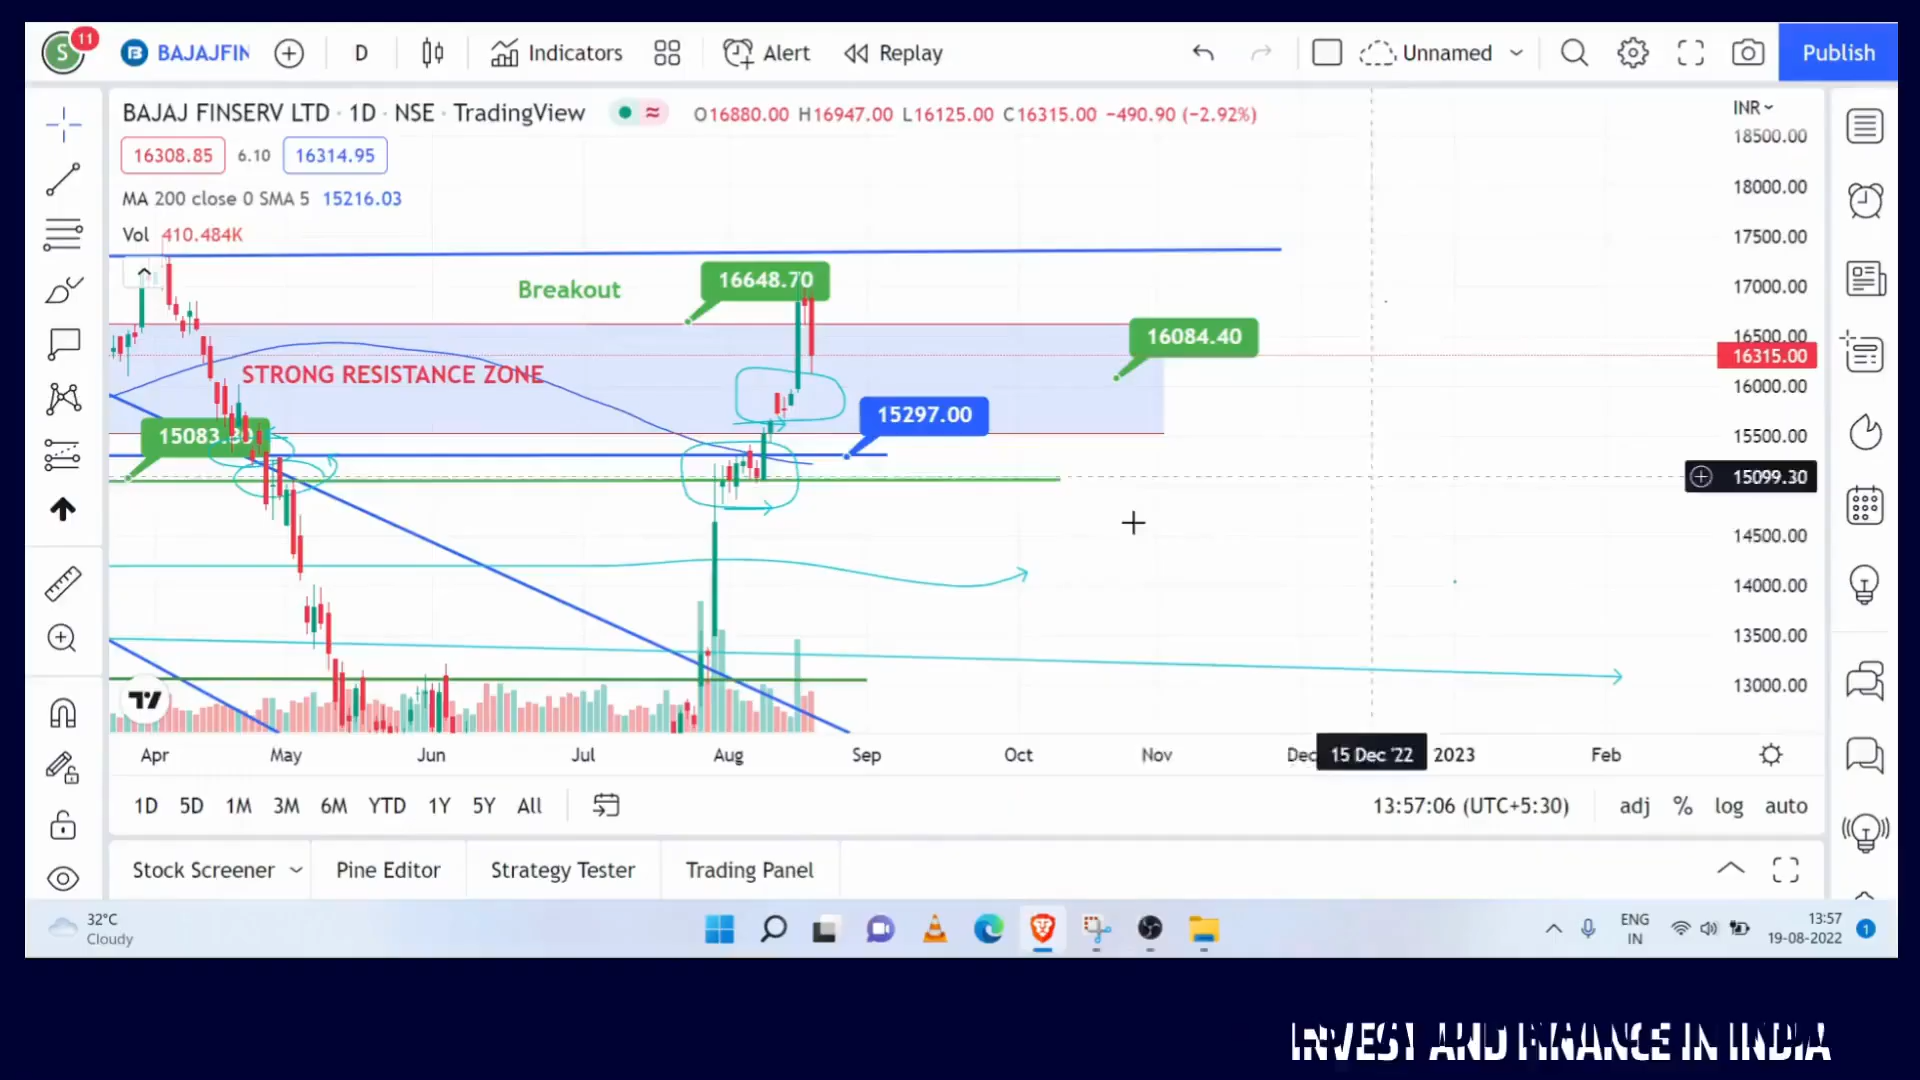 S 11 BAJAJFIN D Indicators Alert Replay Unnamed Publish
BAJAJ FINSERV LTD · 1D · NSE · TradingView O16880.00 H16947.00 L16125.00 C16315.00 −490.90 (−2.92%) INR
16308.85 6.10 16314.95
MA 200 close 0 SMA 5 15216.03
Vol 410.484K
18500.00
18000.00
17500.00
17000.00
16500.00
16315.00
16000.00
15500.00
15099.30
14500.00
14000.00
13500.00
13000.00
Breakout
16648.70
16084.40
STRONG RESISTANCE ZONE
15297.00
Apr May Jun Jul Aug Sep Oct Nov Dec 15 Dec '22 2023 Feb
1D 5D 1M 3M 6M YTD 1Y 5Y All 13:57:06 (UTC+5:30) adj % log auto
Stock Screener Pine Editor Strategy Tester Trading Panel
32°C
Cloudy
ENG
IN
13:57
19-08-2022
1
INVEST AND FINANCE IN INDIA